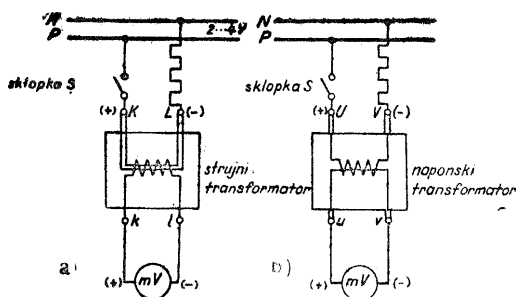 N
P
2...4V
sklopka S
(+) K L (-)
strujni
transformator
k l
(+) mV (-)
a)
N
P
sklopka S
(+) U V (-)
naponski
transformator
u v
(+) mV (-)
b)